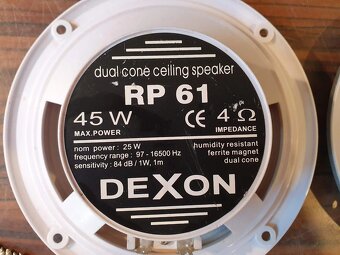 dual cone ceiling speaker
RP 61
45 W CE 4 Ω
MAX.POWER IMPEDANCE
nom power : 25 W
frequency range : 97 - 16500 Hz
sensitivity : 84 dB / 1W, 1m
humidity resistant
ferrite magnet
dual cone
DEXON